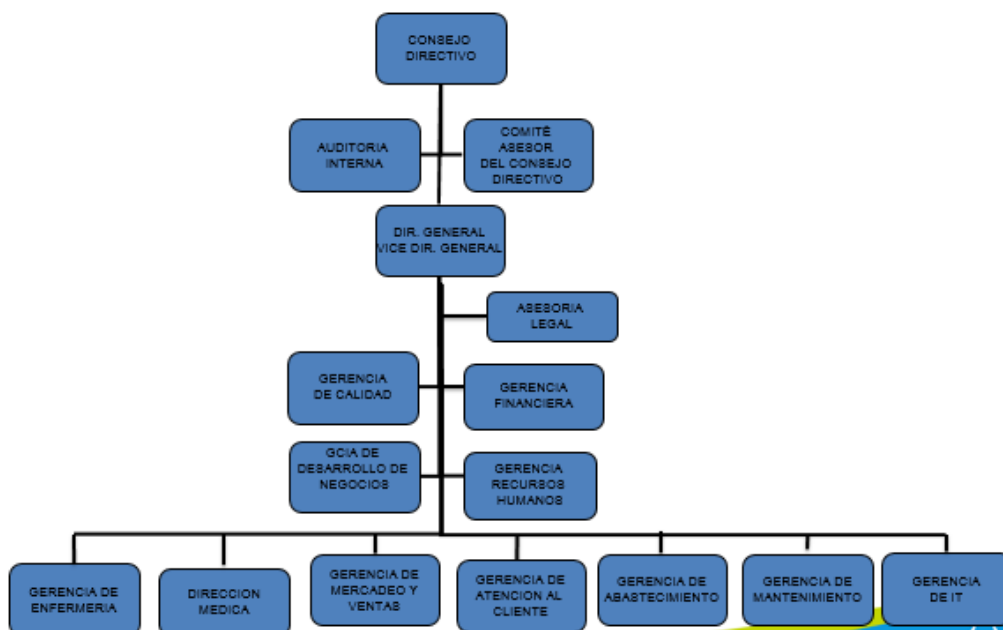 CONSEJO
DIRECTIVO
AUDITORIA
INTERNA
COMITÉ
ASESOR
DEL CONSEJO
DIRECTIVO
DIR. GENERAL
VICE DIR. GENERAL
ASESORIA
LEGAL
GERENCIA
DE CALIDAD
GERENCIA
FINANCIERA
GCIA DE
DESARROLLO DE
NEGOCIOS
GERENCIA
RECURSOS
HUMANOS
GERENCIA DE
ENFERMERIA
DIRECCION
MEDICA
GERENCIA DE
MERCADEO Y
VENTAS
GERENCIA DE
ATENCION AL
CLIENTE
GERENCIA DE
ABASTECIMIENTO
GERENCIA DE
MANTENIMIENTO
GERENCIA
DE IT